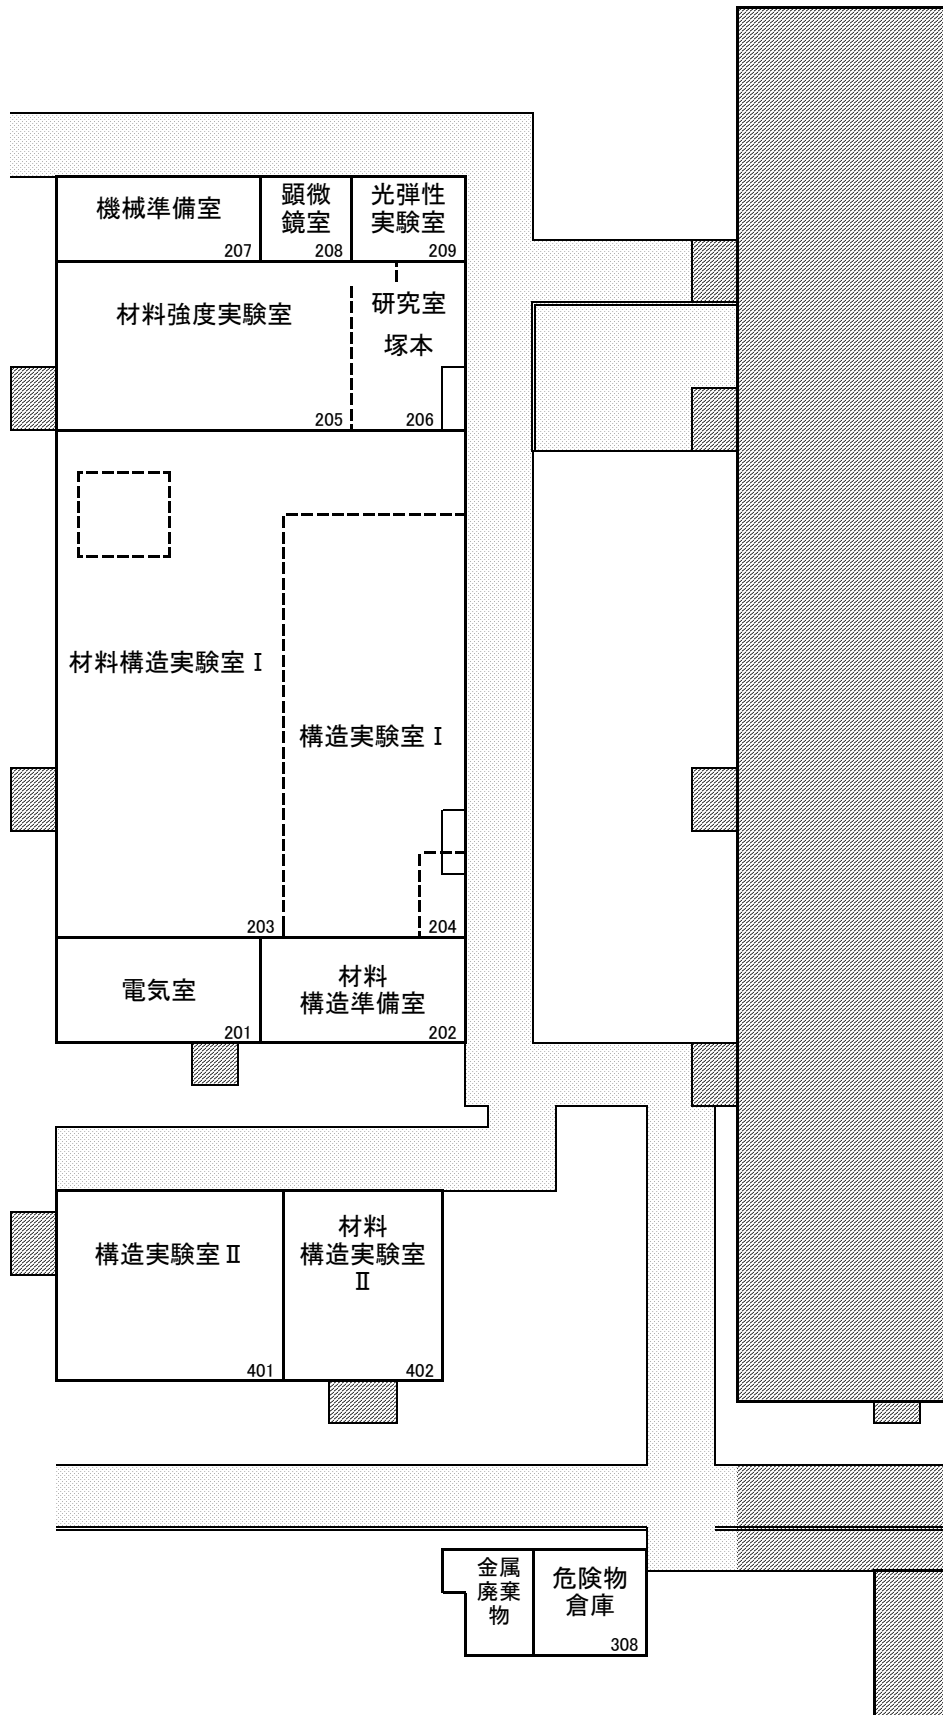 機械準備室
207
顕微
鏡室
208
光弾性
実験室
209
材料強度実験室
205
研究室
塚本
206
材料構造実験室Ⅰ
203
構造実験室Ⅰ
204
電気室
201
材料
構造準備室
202
構造実験室Ⅱ
401
材料
構造実験室
Ⅱ
402
金属
廃棄
物
危険物
倉庫
308